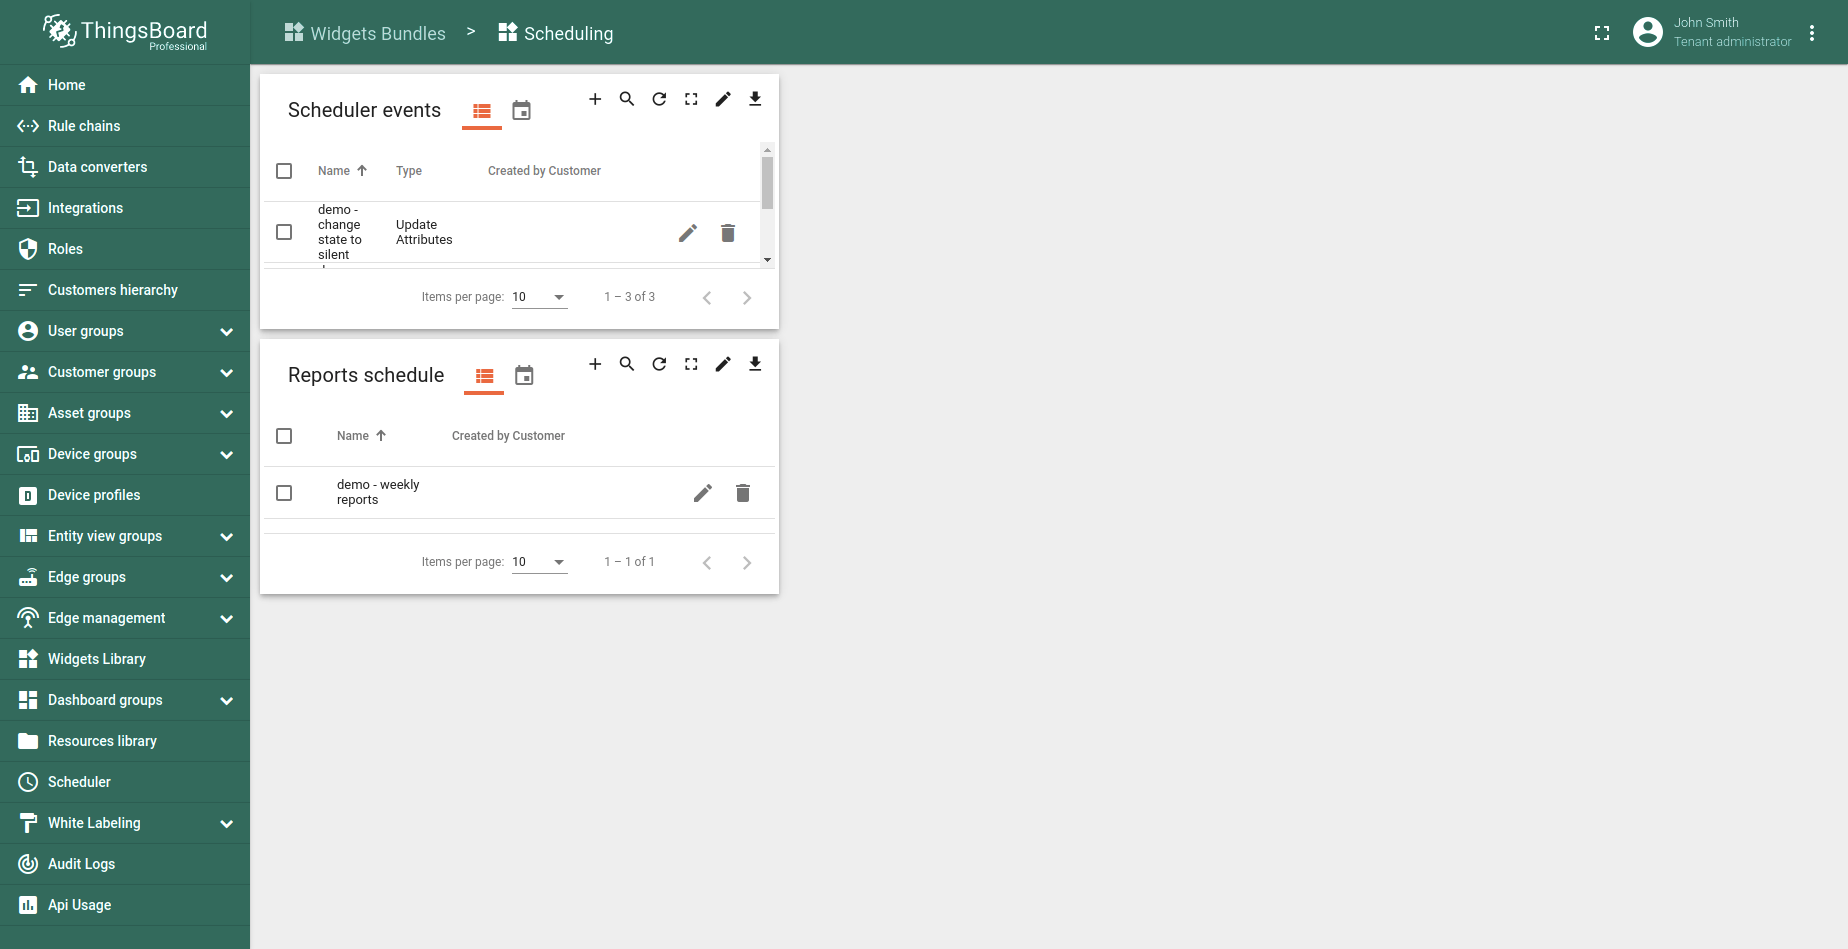 ThingsBoard
Professional
Widgets Bundles > Scheduling
John Smith
Tenant administrator
Home
Rule chains
Data converters
Integrations
Roles
Customers hierarchy
User groups
Customer groups
Asset groups
Device groups
Device profiles
Entity view groups
Edge groups
Edge management
Widgets Library
Dashboard groups
Resources library
Scheduler
White Labeling
Audit Logs
Api Usage
Scheduler events
Name Type Created by Customer
demo -
change
state to
silent
Update
Attributes
Items per page: 10 1 – 3 of 3
Reports schedule
Name Created by Customer
demo - weekly
reports
Items per page: 10 1 – 1 of 1